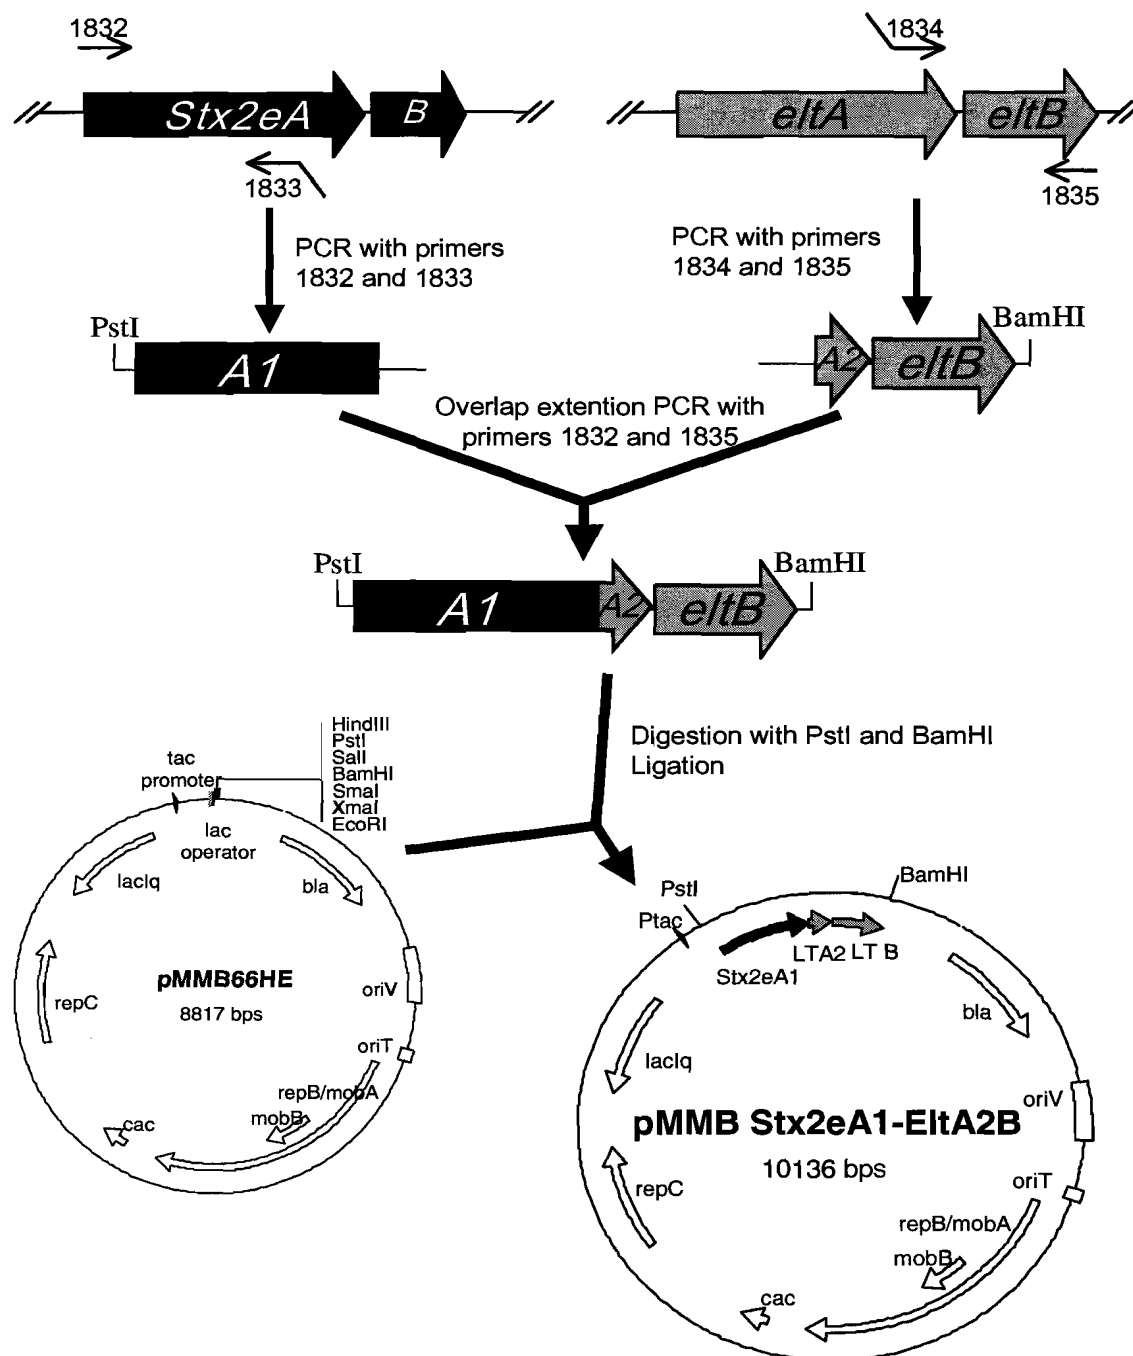 1832
1834
Stx2eA
B
eltA
eltB
1833
1835
PCR with primers
1832 and 1833
PCR with primers
1834 and 1835
PstI
BamHI
A1
A2
eltB
Overlap extention PCR with
primers 1832 and 1835
PstI
BamHI
A1
A2
eltB
Digestion with PstI and BamHI
Ligation
HindIII
PstI
SalI
BamHI
SmaI
XmaI
EcoRI
tac
promoter
lac
operator
lacIq
bla
pMMB66HE
8817 bps
repC
oriV
oriT
repB/mobA
mobB
cac
PstI
BamHI
Ptac
LTA2
LT B
Stx2eA1
bla
lacIq
oriV
pMMB Stx2eA1-EltA2B
10136 bps
oriT
repC
repB/mobA
mobB
cac